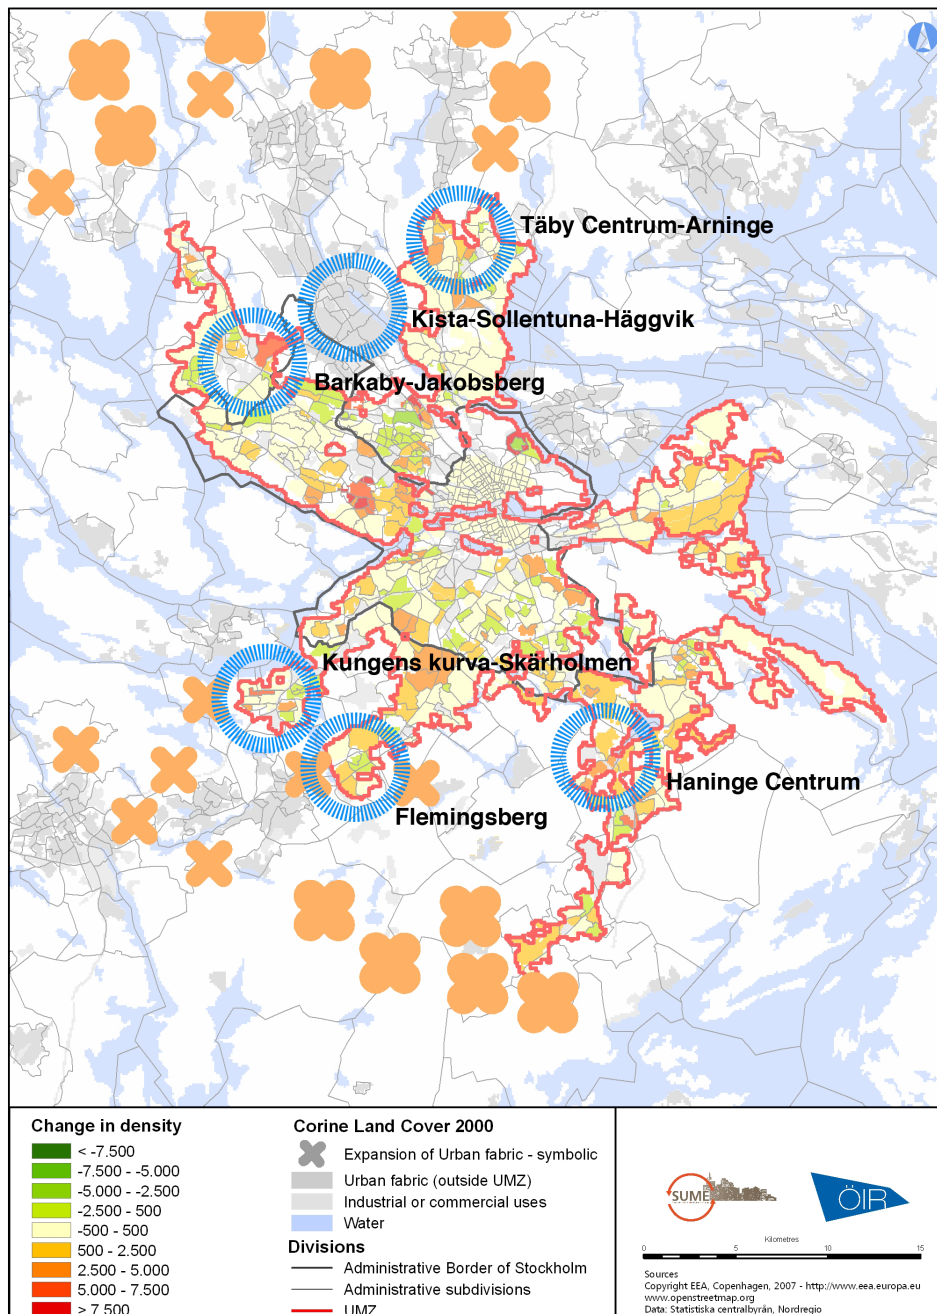 Täby Centrum-Arninge
Kista-Sollentuna-Häggvik
Barkaby-Jakobsberg
Kungens kurva-Skärholmen
Haninge Centrum
Flemingsberg
Change in density
< -7.500
-7.500 - -5.000
-5.000 - -2.500
-2.500 - 500
-500 - 500
500 - 2.500
2.500 - 5.000
5.000 - 7.500
> 7.500
Corine Land Cover 2000
Expansion of Urban fabric - symbolic
Urban fabric (outside UMZ)
Industrial or commercial uses
Water
Divisions
Administrative Border of Stockholm
Administrative subdivisions
UMZ
SUME
ÖIR
Kilometres
0 5 10 15
Sources
Copyright EEA, Copenhagen, 2007 - http://www.eea.europa.eu
www.openstreetmap.org
Data: Statistiska centralbyrån, Nordregio